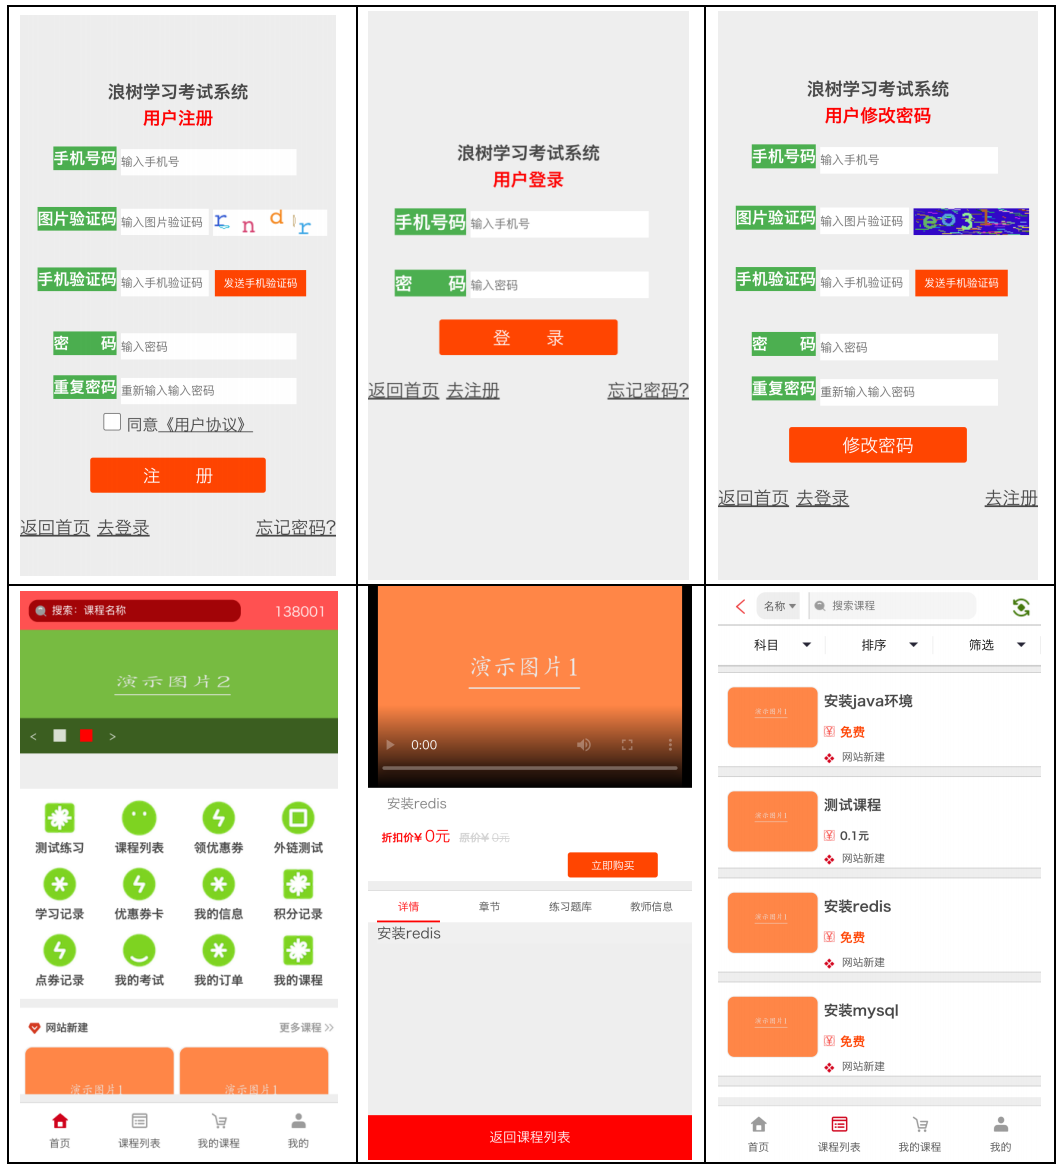 浪树学习考试系统
用户注册
手机号码 输入手机号
图片验证码 输入图片验证码 r n d r
手机验证码 输入手机验证码 发送手机验证码
密 码 输入密码
重复密码 重新输入输入密码
同意《用户协议》
注 册
返回首页 去登录 忘记密码?
浪树学习考试系统
用户登录
手机号码 输入手机号
密 码 输入密码
登 录
返回首页 去注册 忘记密码?
浪树学习考试系统
用户修改密码
手机号码 输入手机号
图片验证码 输入图片验证码 eo31
手机验证码 输入手机验证码 发送手机验证码
密 码 输入密码
重复密码 重新输入输入密码
修改密码
返回首页 去登录 去注册
搜索：课程名称 138001
演示图片2
< >
测试练习 课程列表 领优惠券 外链测试
学习记录 优惠券卡 我的信息 积分记录
点券记录 我的考试 我的订单 我的课程
网站新建 更多课程 >>
演示图片1 演示图片1
首页 课程列表 我的课程 我的
演示图片1
0:00
安装redis
折扣价¥ 0元 原价¥ 0元
立即购买
详情 章节 练习题库 教师信息
安装redis
返回课程列表
名称 搜索课程
科目 排序 筛选
演示图片1
安装java环境
免费
网站新建
演示图片1
测试课程
0.1元
网站新建
演示图片1
安装redis
免费
网站新建
演示图片1
安装mysql
免费
网站新建
首页 课程列表 我的课程 我的